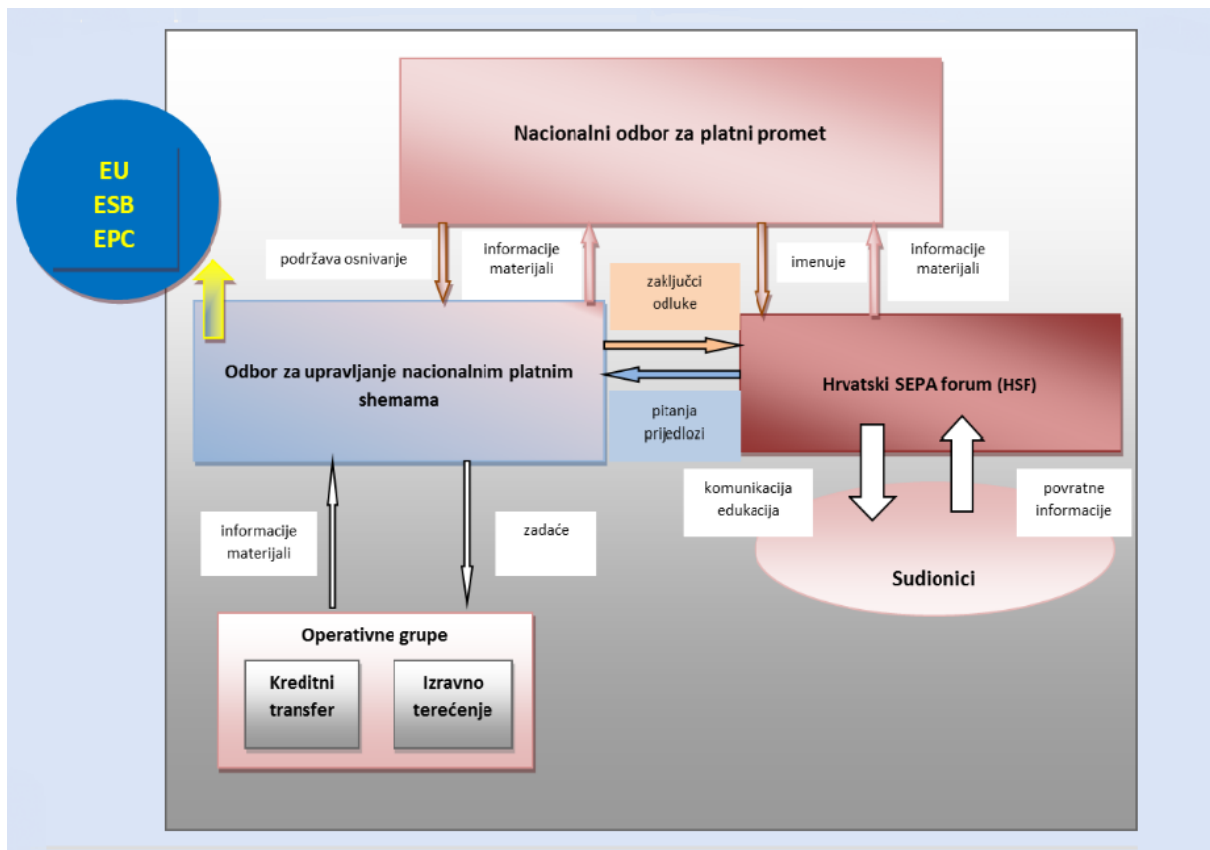 Nacionalni odbor za platni promet
EU
ESB
EPC
podržava osnivanje
informacije
materijali
imenuje
informacije
materijali
zaključci
odluke
Odbor za upravljanje nacionalnim platnim
shemama
Hrvatski SEPA forum (HSF)
pitanja
prijedlozi
komunikacija
edukacija
povratne
informacije
informacije
materijali
zadaće
Sudionici
Operativne grupe
Kreditni
transfer
Izravno
terećenje